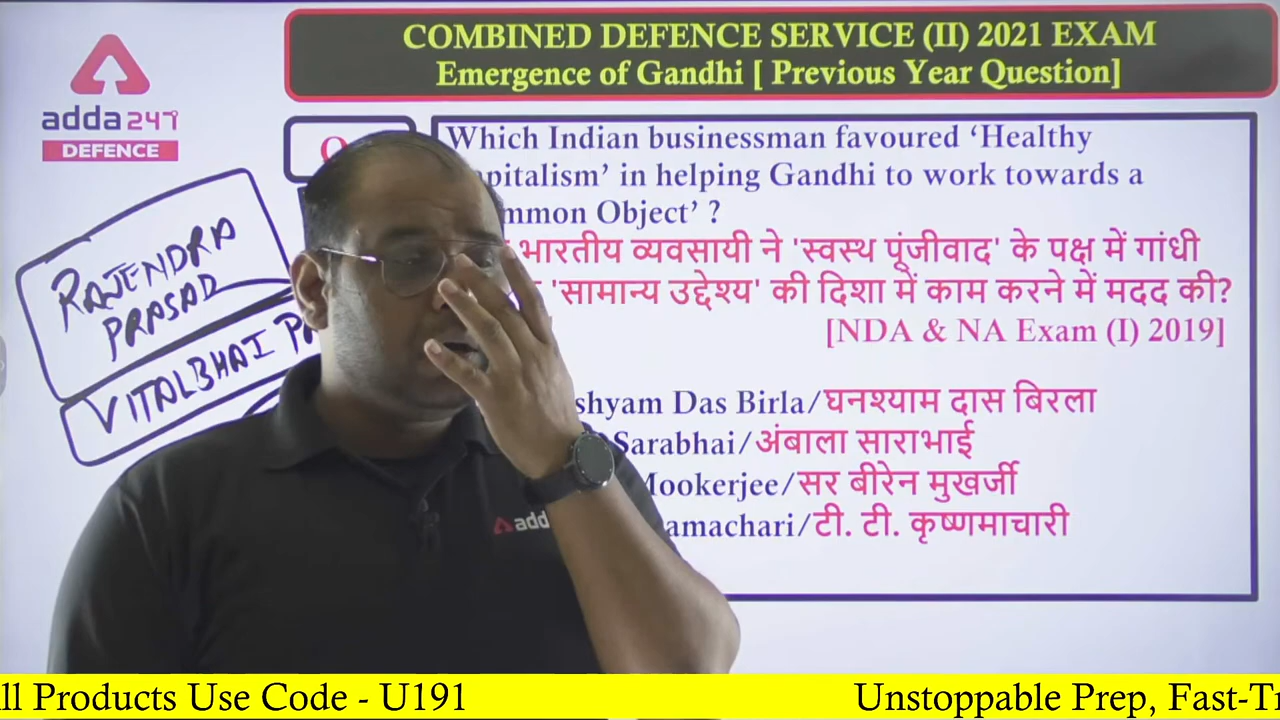 COMBINED DEFENCE SERVICE (II) 2021 EXAM
Emergence of Gandhi [ Previous Year Question]
adda247
DEFENCE
Q
Which Indian businessman favoured ‘Healthy
apitalism’ in helping Gandhi to work towards a
mmon Object’ ?
भारतीय व्यवसायी ने 'स्वस्थ पूंजीवाद' के पक्ष में गांधी
'सामान्य उद्देश्य' की दिशा में काम करने में मदद की?
[NDA & NA Exam (I) 2019]
shyam Das Birla/घनश्याम दास बिरला
Sarabhai/अंबाला साराभाई
Mookerjee/सर बीरेन मुखर्जी
amachari/टी. टी. कृष्णमाचारी
RAJENDRA
PRASAD
VITALBHAI PA
add
ll Products Use Code - U191
Unstoppable Prep, Fast-Tr